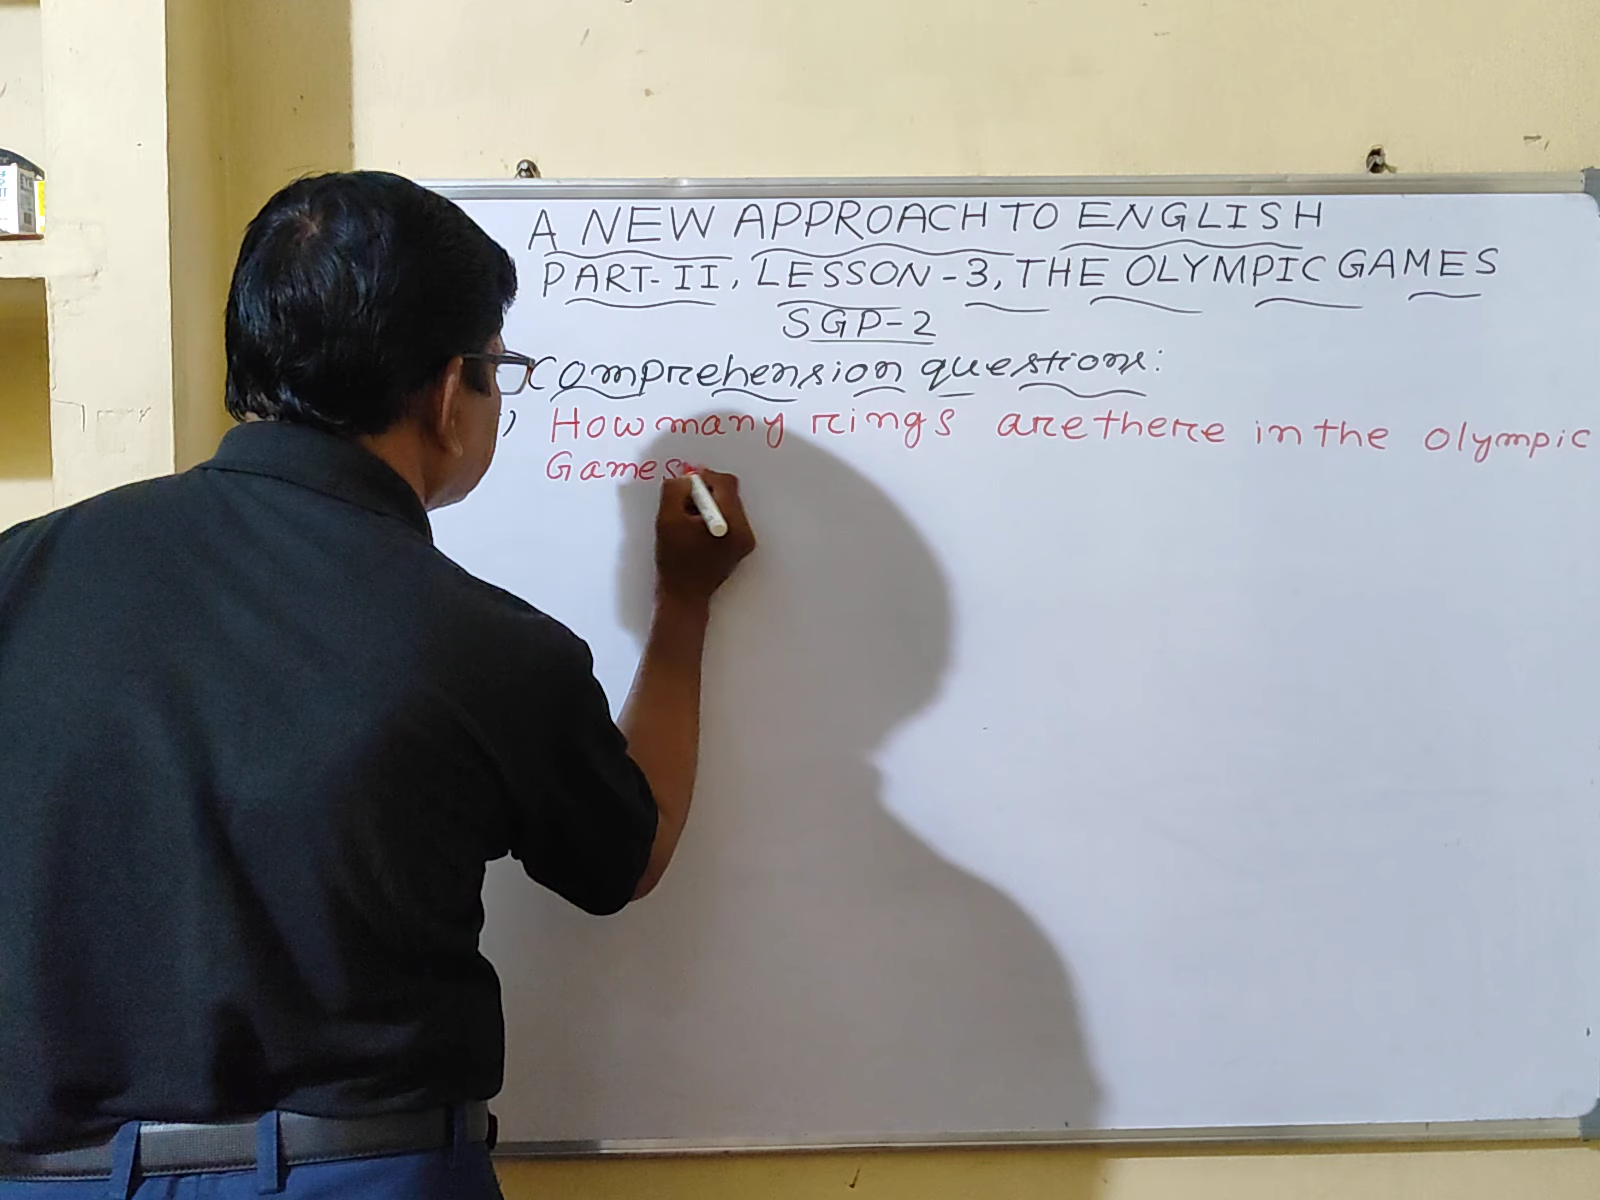 A NEW APPROACH TO ENGLISH
PART-II, LESSON-3, THE OLYMPIC GAMES
SGP-2
Comprehension questions:
) How many rings are there in the Olympic
Games